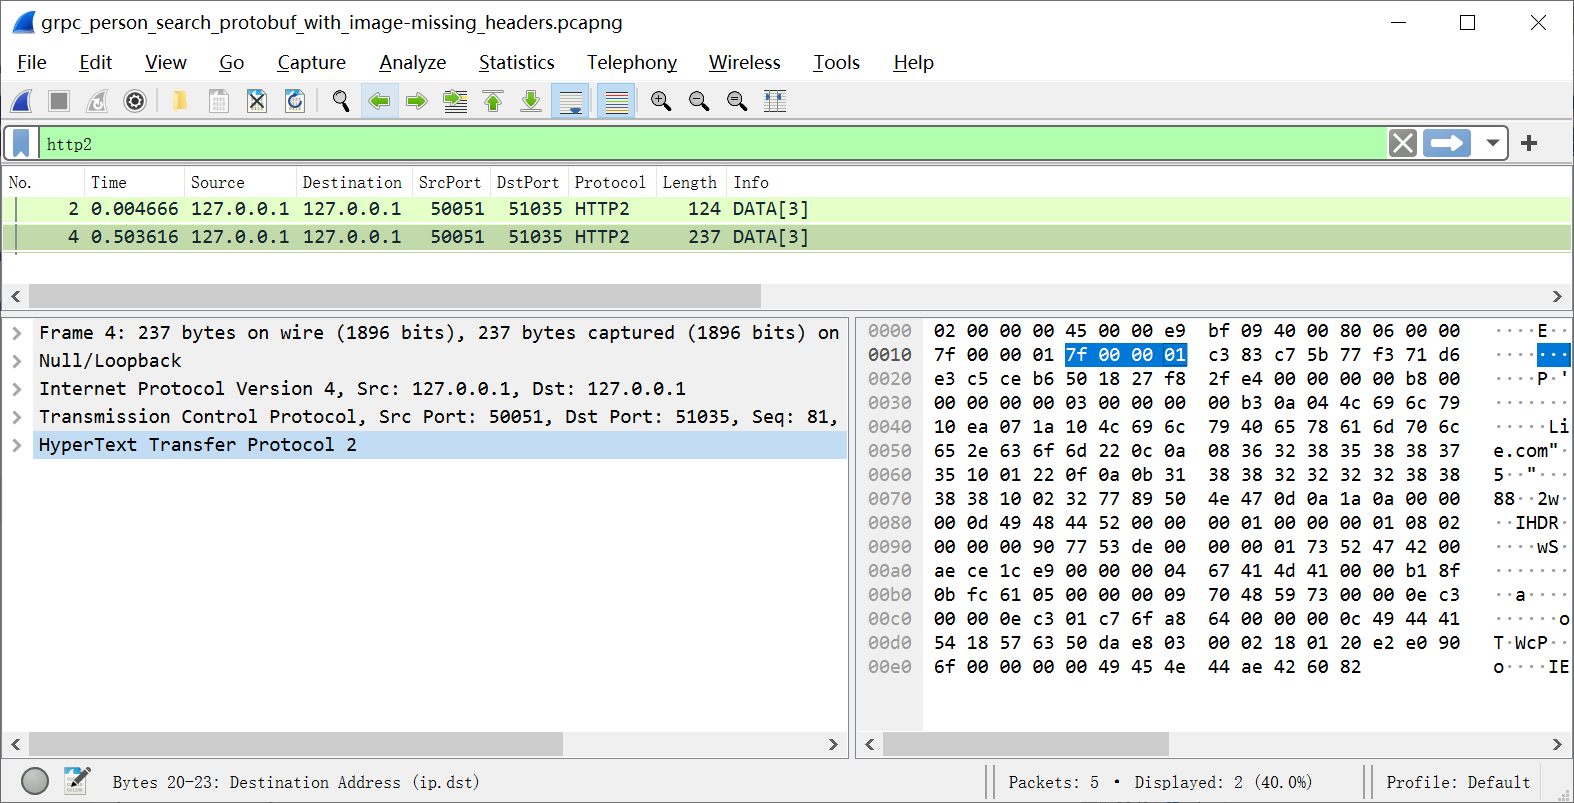 grpc_person_search_protobuf_with_image-missing_headers.pcapng
File Edit View Go Capture Analyze Statistics Telephony Wireless Tools Help
http2
No. Time Source Destination SrcPort DstPort Protocol Length Info
2 0.004666 127.0.0.1 127.0.0.1 50051 51035 HTTP2 124 DATA[3]
4 0.503616 127.0.0.1 127.0.0.1 50051 51035 HTTP2 237 DATA[3]
Frame 4: 237 bytes on wire (1896 bits), 237 bytes captured (1896 bits) on
Null/Loopback
Internet Protocol Version 4, Src: 127.0.0.1, Dst: 127.0.0.1
Transmission Control Protocol, Src Port: 50051, Dst Port: 51035, Seq: 81,
HyperText Transfer Protocol 2
0000 02 00 00 00 45 00 00 e9 bf 09 40 00 80 06 00 00 ····E··
0010 7f 00 00 01 7f 00 00 01 c3 83 c7 5b 77 f3 71 d6 ·······
0020 e3 c5 ce b6 50 18 27 f8 2f e4 00 00 00 00 b8 00 ····P·'
0030 00 00 00 00 03 00 00 00 00 b3 0a 04 4c 69 6c 79 ·······
0040 10 ea 07 1a 10 4c 69 6c 79 40 65 78 61 6d 70 6c ·····Li
0050 65 2e 63 6f 6d 22 0c 0a 08 36 32 38 35 38 38 37 e.com"·
0060 35 10 01 22 0f 0a 0b 31 38 38 32 32 32 32 38 38 5··"···
0070 38 38 10 02 32 77 89 50 4e 47 0d 0a 1a 0a 00 00 88··2w·
0080 00 0d 49 48 44 52 00 00 00 01 00 00 00 01 08 02 ··IHDR·
0090 00 00 00 90 77 53 de 00 00 00 01 73 52 47 42 00 ····wS·
00a0 ae ce 1c e9 00 00 00 04 67 41 4d 41 00 00 b1 8f ·······
00b0 0b fc 61 05 00 00 00 09 70 48 59 73 00 00 0e c3 ··a····
00c0 00 00 0e c3 01 c7 6f a8 64 00 00 00 0c 49 44 41 ······o
00d0 54 18 57 63 50 da e8 03 00 02 18 01 20 e2 e0 90 T·WcP··
00e0 6f 00 00 00 00 49 45 4e 44 ae 42 60 82 o····IE
Bytes 20-23: Destination Address (ip.dst)
Packets: 5 · Displayed: 2 (40.0%)
Profile: Default